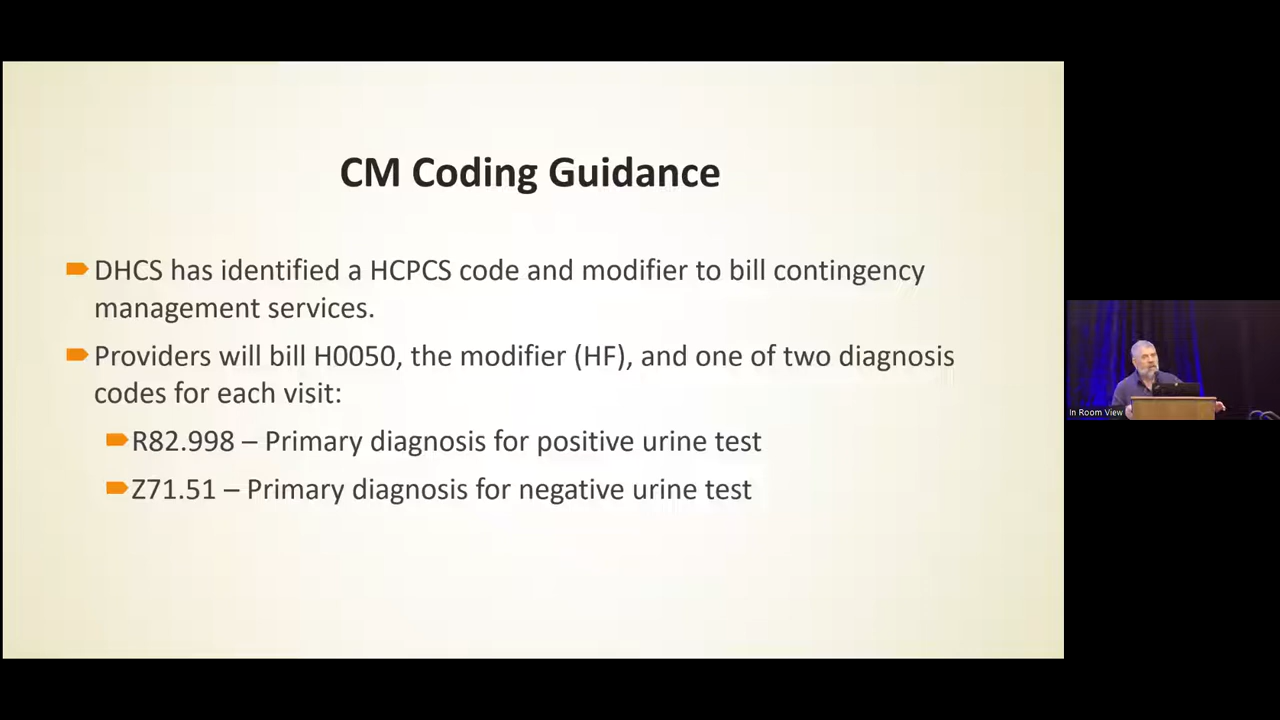 CM Coding Guidance
DHCS has identified a HCPCS code and modifier to bill contingency
management services.
Providers will bill H0050, the modifier (HF), and one of two diagnosis
codes for each visit:
R82.998 – Primary diagnosis for positive urine test
Z71.51 – Primary diagnosis for negative urine test
In Room View